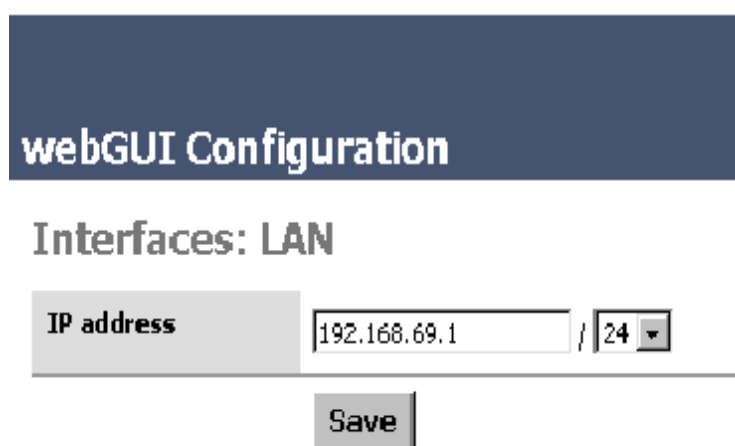 webGUI Configuration
Interfaces: LAN
IP address 192.168.69.1 / 24
Save